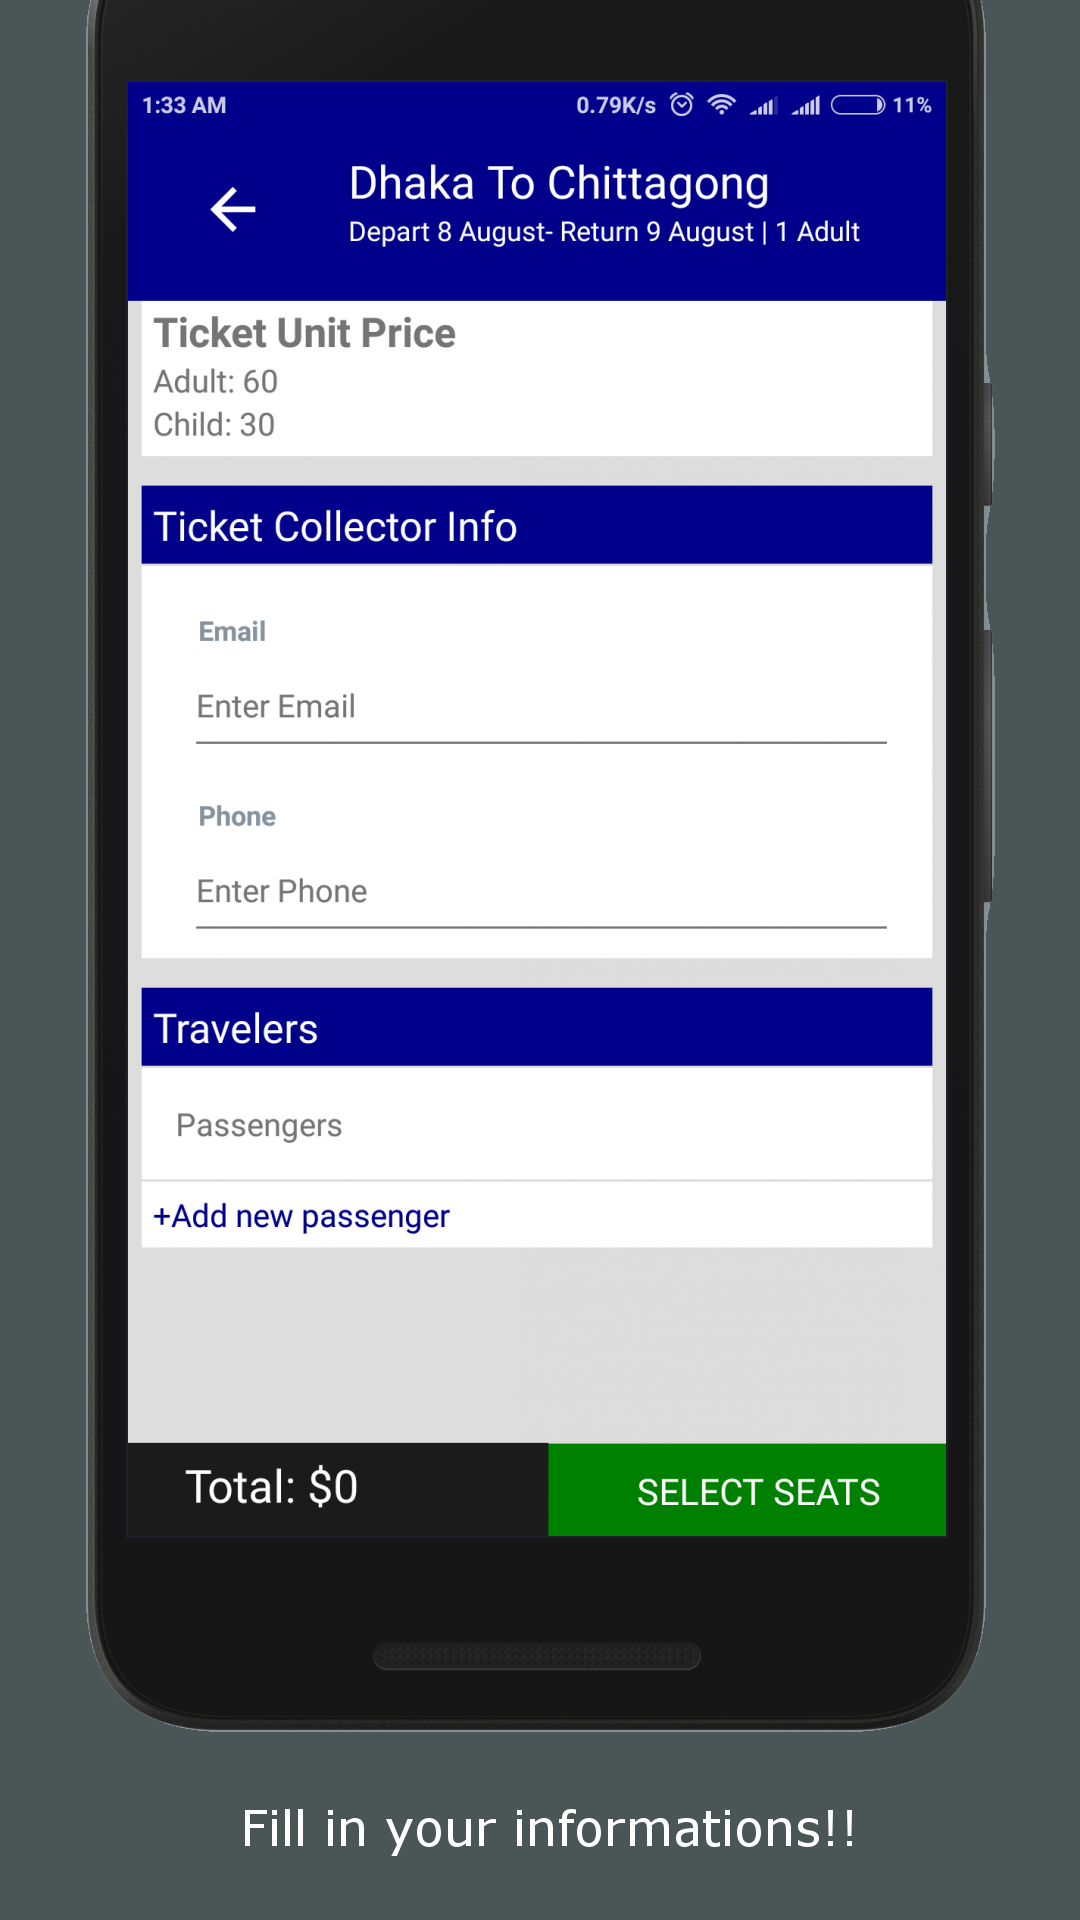 1:33 AM
0.79K/s 11%
Dhaka To Chittagong
Depart 8 August- Return 9 August | 1 Adult
Ticket Unit Price
Adult: 60
Child: 30
Ticket Collector Info
Email
Enter Email
Phone
Enter Phone
Travelers
Passengers
+Add new passenger
Total: $0
SELECT SEATS
Fill in your informations!!